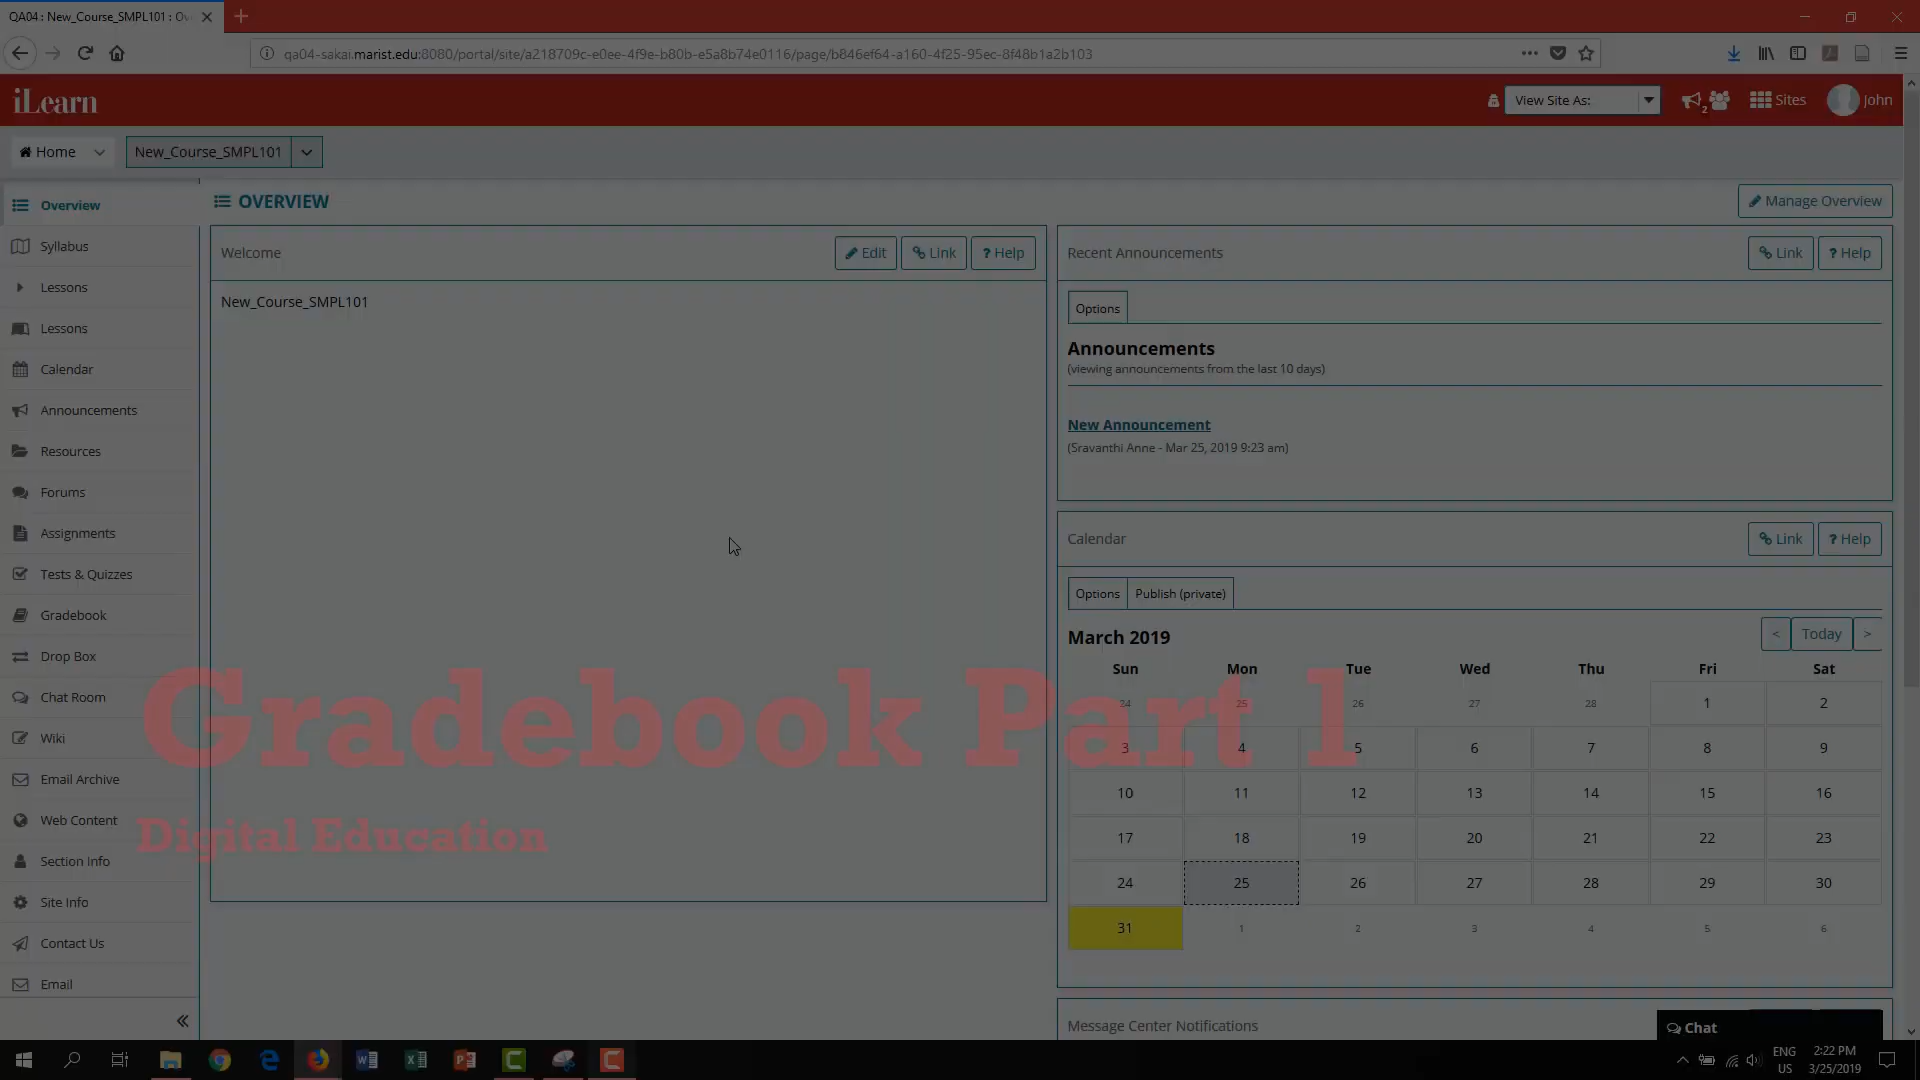 QA04 : New_Course_SMPL101 : Ov
qa04-sakai.marist.edu:8080/portal/site/a218709c-e0ee-4f9e-b80b-e5a8b74e0116/page/b846ef64-a160-4f25-95ec-8f48b1a2b103
iLearn
View Site As:
2
Sites
John
Home
New_Course_SMPL101
Overview
Syllabus
Lessons
Lessons
Calendar
Announcements
Resources
Forums
Assignments
Tests & Quizzes
Gradebook
Drop Box
Chat Room
Wiki
Email Archive
Web Content
Section Info
Site Info
Contact Us
Email
OVERVIEW
Manage Overview
Welcome
Edit
Link
? Help
New_Course_SMPL101
Recent Announcements
Link
? Help
Options
Announcements
(viewing announcements from the last 10 days)
New Announcement
(Sravanthi Anne - Mar 25, 2019 9:23 am)
Calendar
Link
? Help
Options
Publish (private)
March 2019
< Today >
Sun Mon Tue Wed Thu Fri Sat
24 25 26 27 28 1 2
3 4 5 6 7 8 9
10 11 12 13 14 15 16
17 18 19 20 21 22 23
24 25 26 27 28 29 30
31 1 2 3 4 5 6
Message Center Notifications
Chat
Gradebook Part 1
Digital Education
ENG
US
2:22 PM
3/25/2019